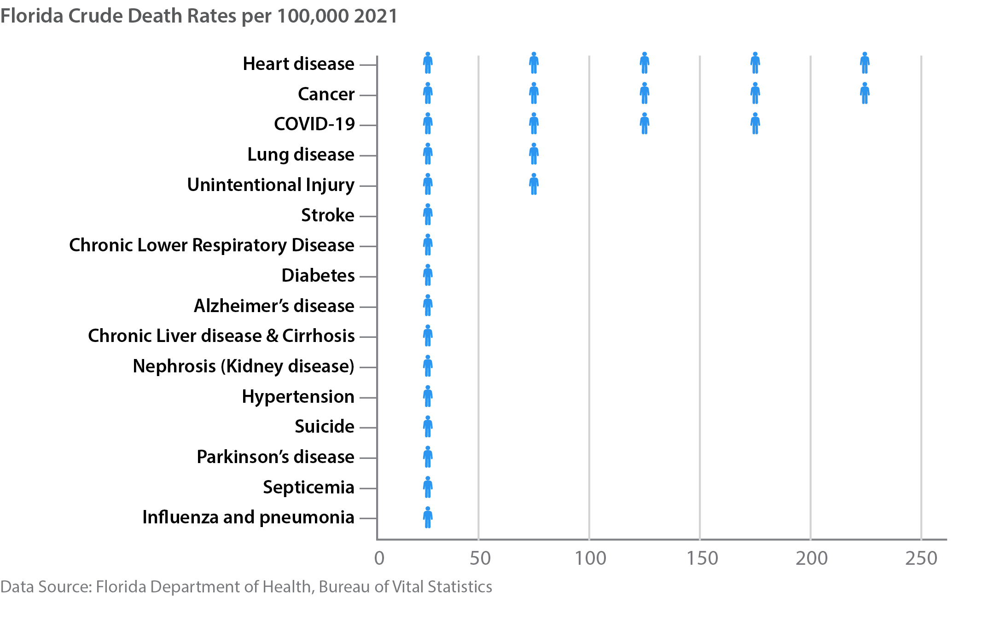 Florida Crude Death Rates per 100,000 2021
Heart disease
Cancer
COVID-19
Lung disease
Unintentional Injury
Stroke
Chronic Lower Respiratory Disease
Diabetes
Alzheimer’s disease
Chronic Liver disease & Cirrhosis
Nephrosis (Kidney disease)
Hypertension
Suicide
Parkinson’s disease
Septicemia
Influenza and pneumonia
0 50 100 150 200 250
Data Source: Florida Department of Health, Bureau of Vital Statistics